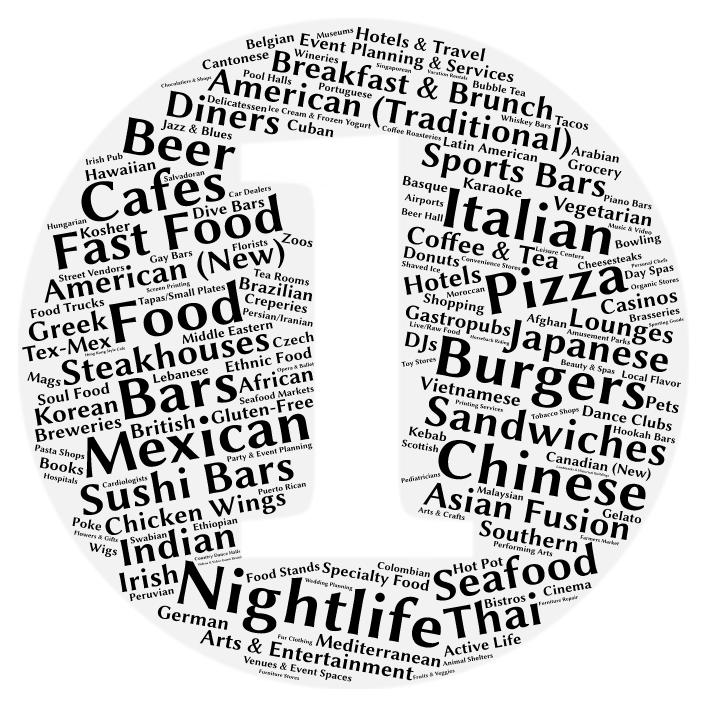 Museums
Belgian
Hotels & Travel
Event Planning & Services
Cantonese
Wineries
Singaporean
Vacation Rentals
Breakfast & Brunch
Chocolatiers & Shops
Pool Halls
Bubble Tea
American (Traditional)
Portuguese
Tacos
Diners
Delicatessen
Ice Cream & Frozen Yogurt
Whiskey Bars
Coffee Roasteries
Beer
Jazz & Blues
Cuban
Latin American
Arabian
Irish Pub
Hawaiian
Salvadoran
Sports Bars
Grocery
Cafes
Car Dealers
Basque
Karaoke
Piano Bars
Hungarian
Kosher
Dive Bars
Airports
Vegetarian
Beer Hall
Italian
Music & Video
Fast Food
Gay Bars
Florists
Zoos
Coffee & Tea
Leisure Centers
Bowling
Street Vendors
American (New)
Donuts
Convenience Stores
Cheesesteaks
Personal Chefs
Screen Printing
Tea Rooms
Shaved Ice
Hotels
Pizza
Day Spas
Food Trucks
Tapas/Small Plates
Brazilian
Moroccan
Organic Stores
Greek
Food
Creperies
Shopping
Casinos
Persian/Iranian
Gastropubs
Afghan
Lounges
Brasseries
Sporting Goods
Tex-Mex
Hong Kong Style Cafe
Middle Eastern
Live/Raw Food
Horseback Riding
Amusement Parks
Steakhouses
Czech
DJs
Japanese
Mags
Lebanese
Ethnic Food
Opera & Ballet
Toy Stores
Burgers
Beauty & Spas
Local Flavor
Soul Food
Bars
African
Seafood Markets
Vietnamese
Pets
Korean
British
Gluten-Free
Printing Services
Tobacco Shops
Dance Clubs
Breweries
Mexican
Sandwiches
Hookah Bars
Pasta Shops
Party & Event Planning
Kebab
Scottish
Canadian (New)
Landmarks & Historical Buildings
Books
Hospitals
Cardiologists
Sushi Bars
Puerto Rican
Pediatricians
Chinese
Malaysian
Poke
Chicken Wings
Asian Fusion
Gelato
Flowers & Gifts
Swabian
Ethiopian
Arts & Crafts
Southern
Farmers Market
Wigs
Indian
Country Dance Halls
Performing Arts
Irish
Peruvian
Food Stands
Specialty Food
Colombian
Hot Pot
Seafood
Wedding Planning
Nightlife
Thai
Bistros
Cinema
Furniture Repair
German
Fur Clothing
Mediterranean
Active Life
Arts & Entertainment
Animal Shelters
Venues & Event Spaces
Fruits & Veggies
Furniture Stores